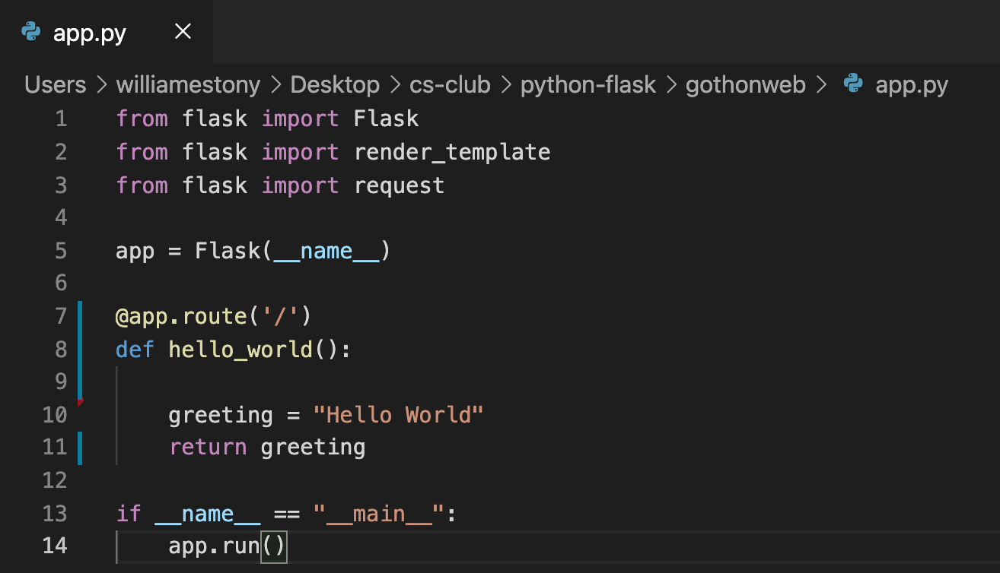 app.py ×
Users > williamestony > Desktop > cs-club > python-flask > gothonweb > app.py
1 from flask import Flask
2 from flask import render_template
3 from flask import request
4
5 app = Flask(__name__)
6
7 @app.route('/')
8 def hello_world():
9
10     greeting = "Hello World"
11     return greeting
12
13 if __name__ == "__main__":
14     app.run()